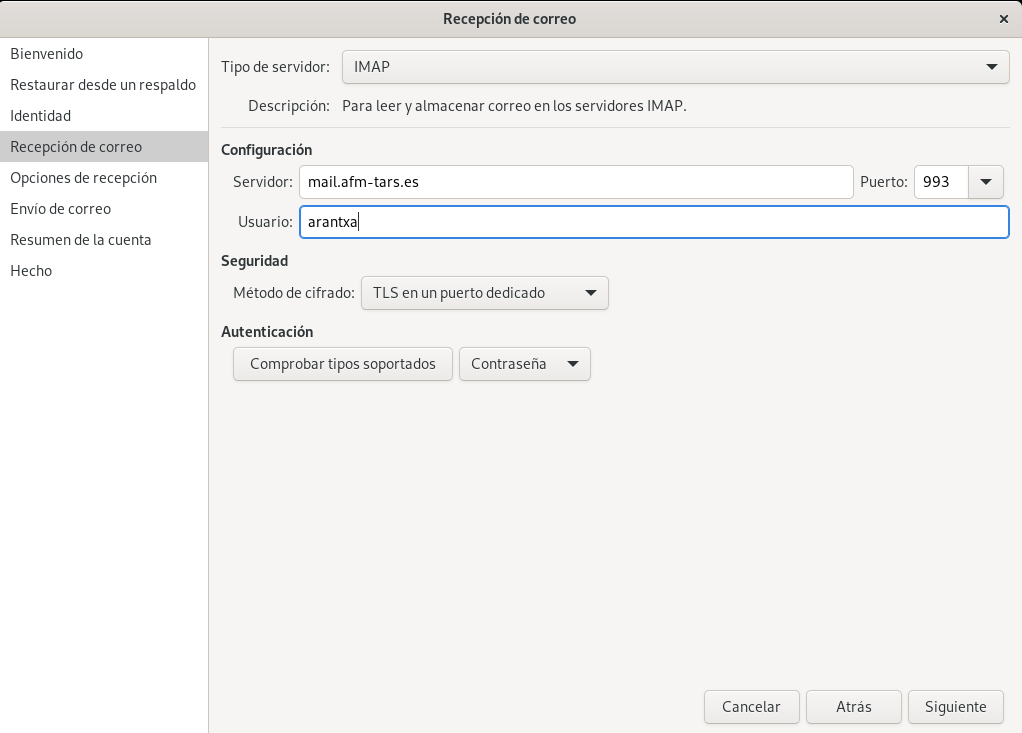 Recepción de correo
Bienvenido
Restaurar desde un respaldo
Identidad
Recepción de correo
Opciones de recepción
Envío de correo
Resumen de la cuenta
Hecho
Tipo de servidor: IMAP
Descripción: Para leer y almacenar correo en los servidores IMAP.
Configuración
Servidor: mail.afm-tars.es Puerto: 993
Usuario: arantxa
Seguridad
Método de cifrado: TLS en un puerto dedicado
Autenticación
Comprobar tipos soportados Contraseña
Cancelar Atrás Siguiente